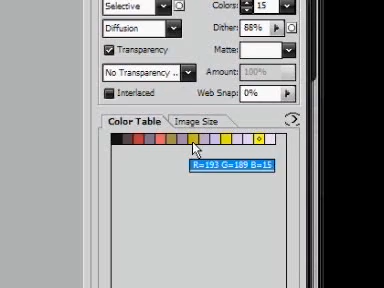 Selective Colors: 15
Diffusion Dither: 88%
Transparency Matte:
No Transparency ... Amount: 100%
Interlaced Web Snap: 0%
Color Table Image Size
R=193 G=189 B=15